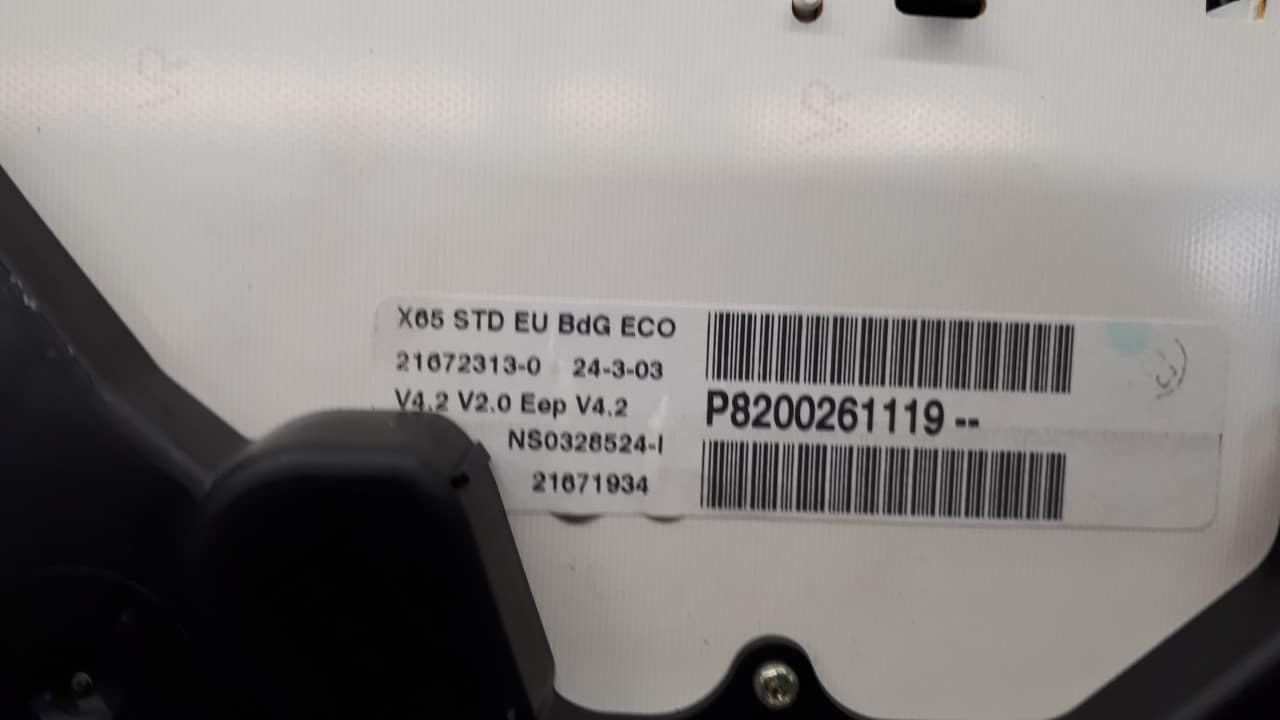 X65 STD EU BdG ECO
21672313-0 24-3-03
V4.2 V2.0 Eep V4.2
NS0328524-I
21671934
P8200261119 --